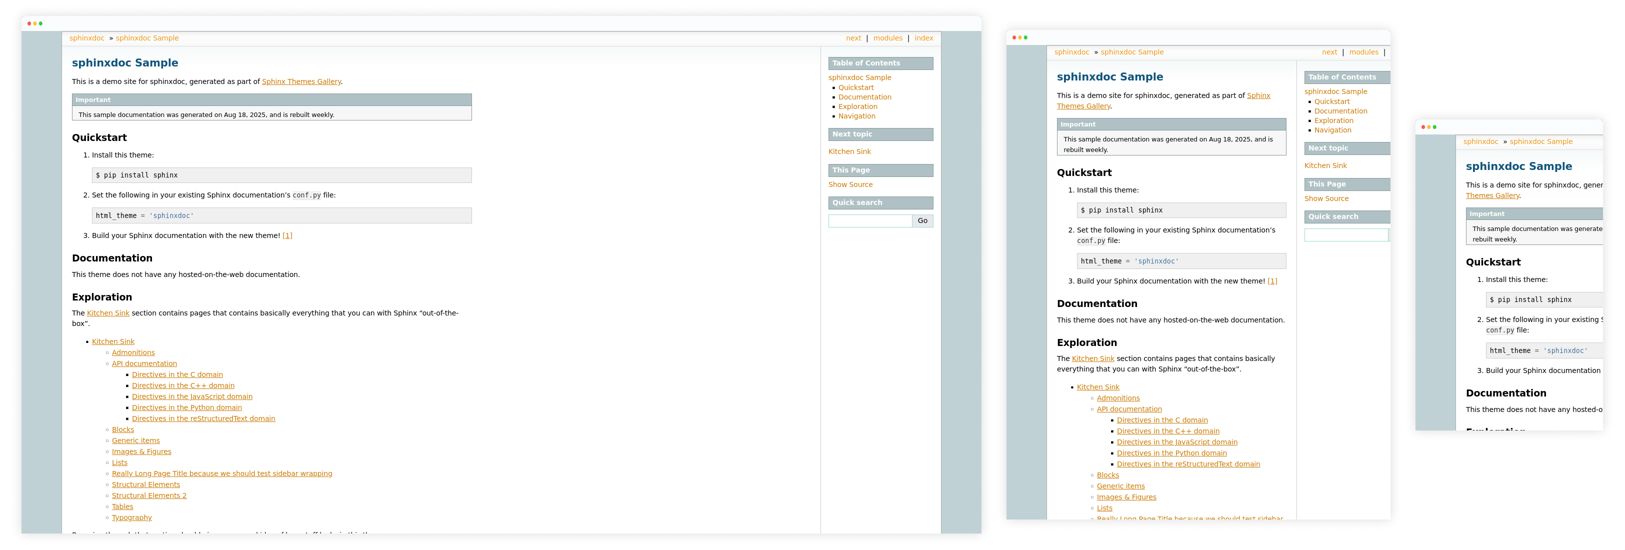 sphinxdoc » sphinxdoc Sample
next | modules | index
sphinxdoc Sample
This is a demo site for sphinxdoc, generated as part of Sphinx Themes Gallery.
Important
This sample documentation was generated on Aug 18, 2025, and is rebuilt weekly.
Quickstart
1. Install this theme:
$ pip install sphinx
2. Set the following in your existing Sphinx documentation’s conf.py file:
html_theme = 'sphinxdoc'
3. Build your Sphinx documentation with the new theme! [1]
Documentation
This theme does not have any hosted-on-the-web documentation.
Exploration
The Kitchen Sink section contains pages that contains basically everything that you can with Sphinx “out-of-the-
box”.
Kitchen Sink
Admonitions
API documentation
Directives in the C domain
Directives in the C++ domain
Directives in the JavaScript domain
Directives in the Python domain
Directives in the reStructuredText domain
Blocks
Generic items
Images & Figures
Lists
Really Long Page Title because we should test sidebar wrapping
Structural Elements
Structural Elements 2
Tables
Typography
Table of Contents
sphinxdoc Sample
Quickstart
Documentation
Exploration
Navigation
Next topic
Kitchen Sink
This Page
Show Source
Quick search
Go
sphinxdoc » sphinxdoc Sample
next | modules |
sphinxdoc Sample
This is a demo site for sphinxdoc, generated as part of Sphinx
Themes Gallery.
Important
This sample documentation was generated on Aug 18, 2025, and is
rebuilt weekly.
Quickstart
1. Install this theme:
$ pip install sphinx
2. Set the following in your existing Sphinx documentation’s
conf.py file:
html_theme = 'sphinxdoc'
3. Build your Sphinx documentation with the new theme! [1]
Documentation
This theme does not have any hosted-on-the-web documentation.
Exploration
The Kitchen Sink section contains pages that contains basically
everything that you can with Sphinx “out-of-the-box”.
Kitchen Sink
Admonitions
API documentation
Directives in the C domain
Directives in the C++ domain
Directives in the JavaScript domain
Directives in the Python domain
Directives in the reStructuredText domain
Blocks
Generic items
Images & Figures
Lists
Really Long Page Title because we should test sidebar
Table of Contents
sphinxdoc Sample
Quickstart
Documentation
Exploration
Navigation
Next topic
Kitchen Sink
This Page
Show Source
Quick search
sphinxdoc » sphinxdoc Sample
sphinxdoc Sample
This is a demo site for sphinxdoc, gener
Themes Gallery.
Important
This sample documentation was generate
rebuilt weekly.
Quickstart
1. Install this theme:
$ pip install sphinx
2. Set the following in your existing S
conf.py file:
html_theme = 'sphinxdoc'
3. Build your Sphinx documentation
Documentation
This theme does not have any hosted-o
Exploration